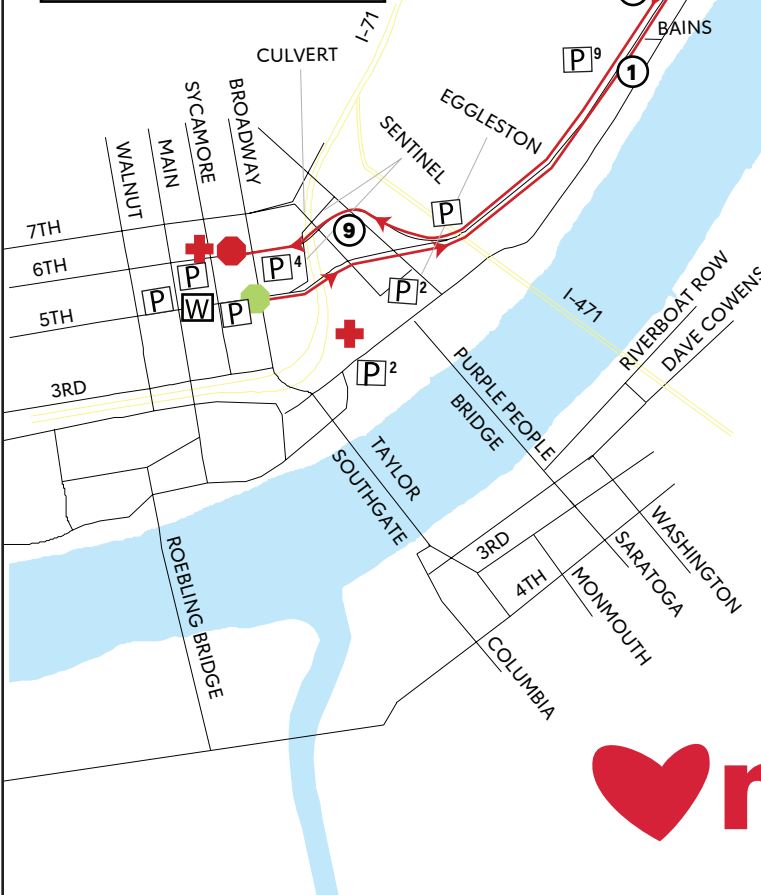 I-71
BAINS
P 9
1
CULVERT
EGGLESTON
SENTINEL
SYCAMORE
BROADWAY
MAIN
WALNUT
7TH
6TH
5TH
3RD
P
9
P 4
P
P
W
P
P 2
P 2
I-471
RIVERBOAT ROW
DAVE COWENS
PURPLE PEOPLE
BRIDGE
TAYLOR
SOUTHGATE
ROEBLING BRIDGE
3RD
4TH
WASHINGTON
SARATOGA
MONMOUTH
COLUMBIA